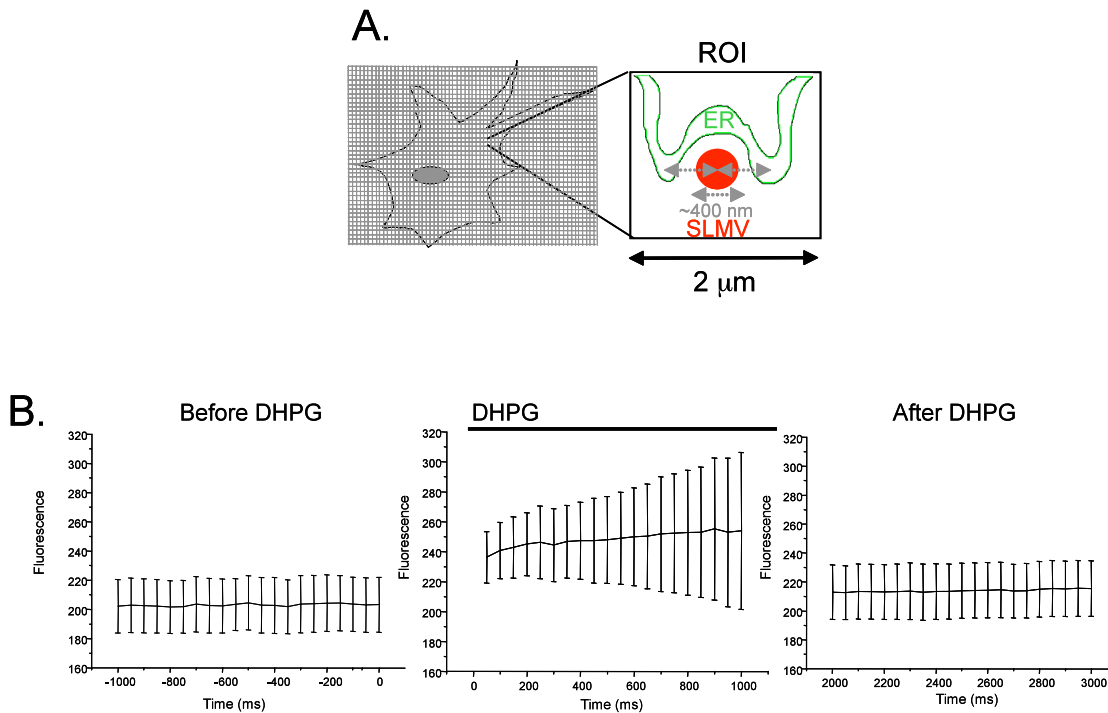 A.
ROI
ER
~400 nm
SLMV
2 μm
B.
Before DHPG
DHPG
After DHPG
Fluorescence
320
300
280
260
240
220
200
180
160
-1000 -800 -600 -400 -200 0
Time (ms)
Fluorescence
320
300
280
260
240
220
200
180
160
0 200 400 600 800 1000
Time (ms)
Fluorescence
320
300
280
260
240
220
200
180
160
2000 2200 2400 2600 2800 3000
Time (ms)